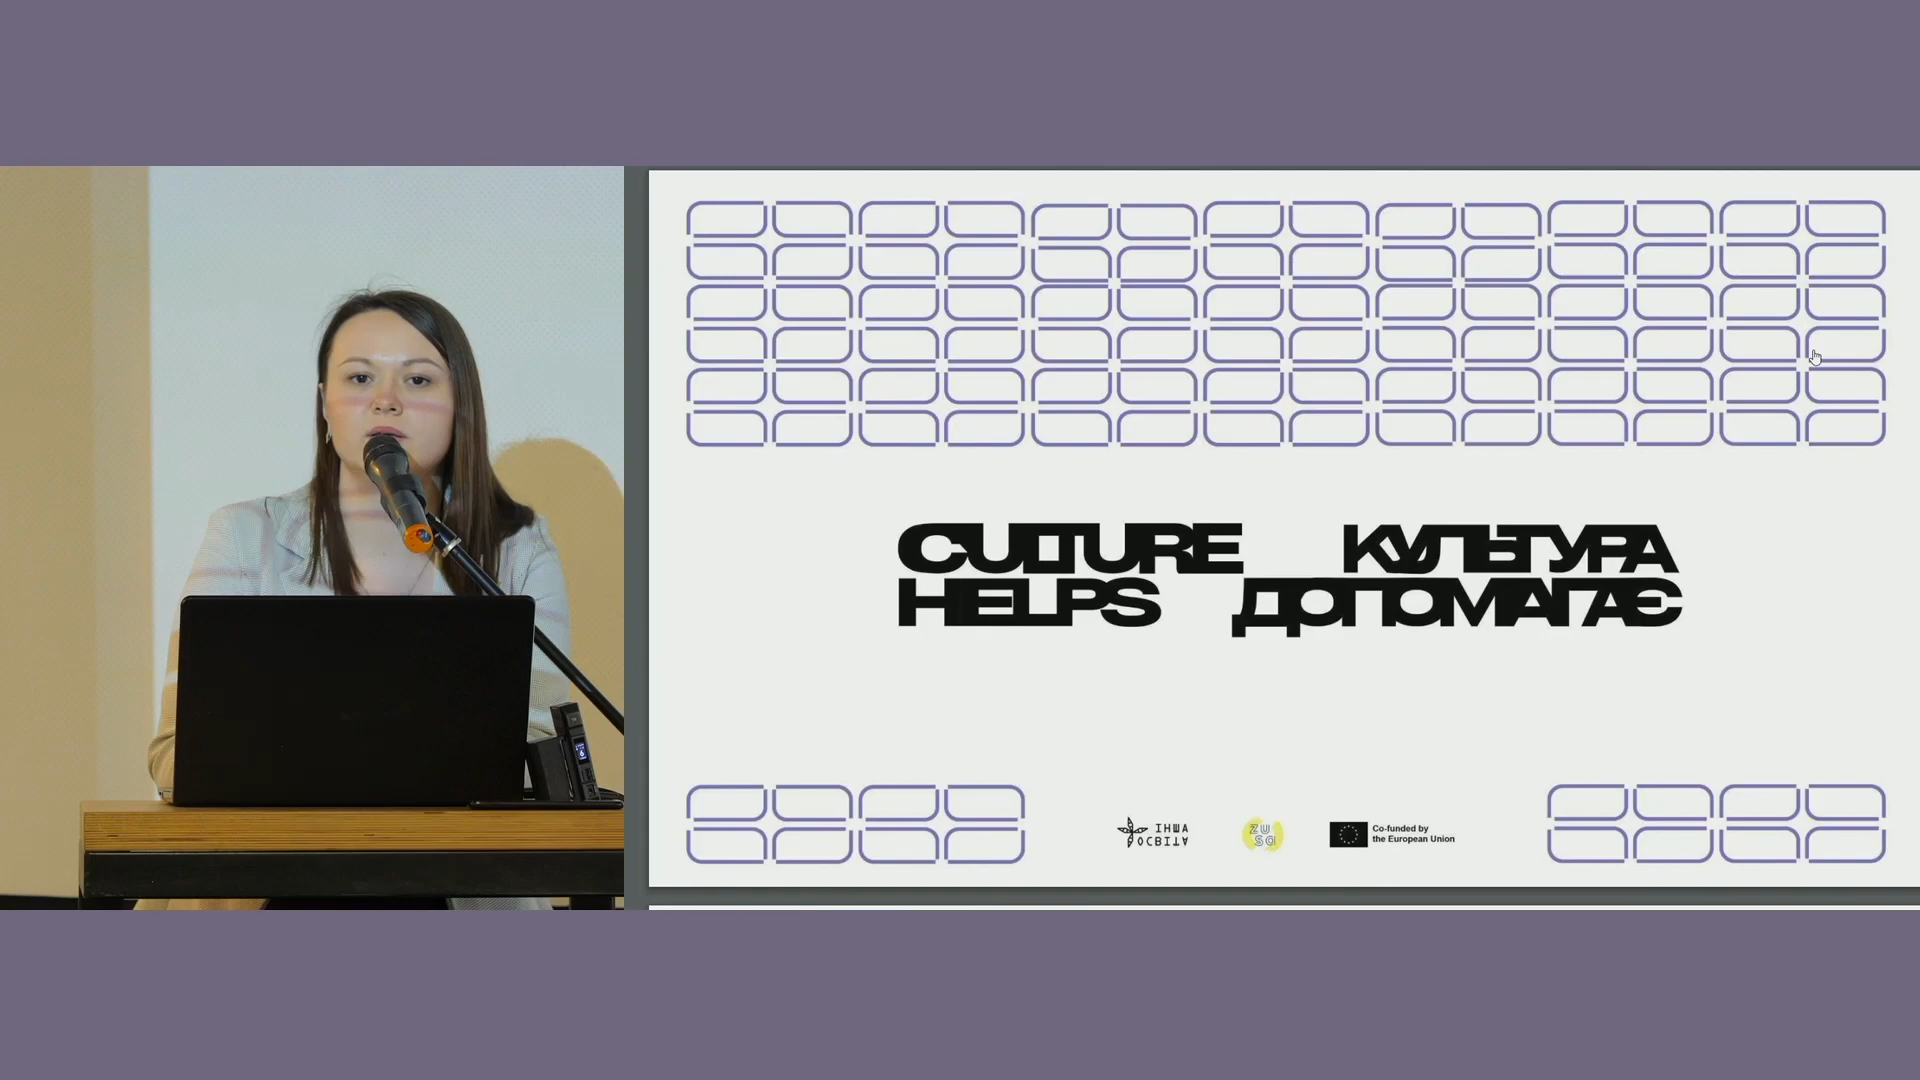 CULTURE КУЛЬТУРА
HELPS ДОПОМАГАЄ
ІНША
ОСВІТА
ZU
SA
Co-funded by
the European Union